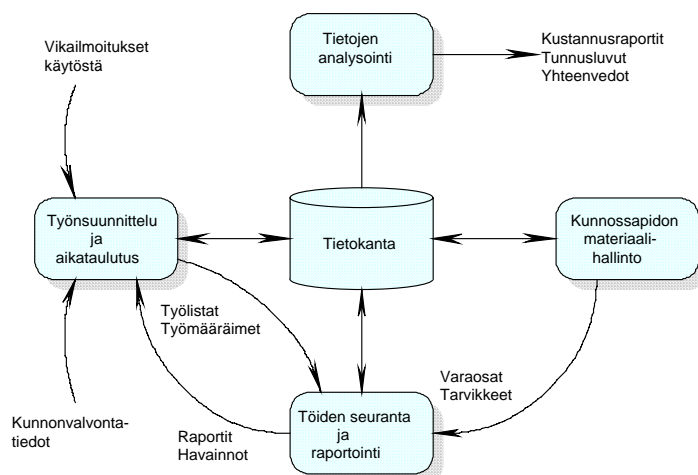 Vikailmoitukset
käytöstä
Tietojen
analysointi
Kustannusraportit
Tunnusluvut
Yhteenvedot
Työnsuunnittelu
ja
aikataulutus
Tietokanta
Kunnossapidon
materiaali-
hallinto
Työlistat
Työmääräimet
Varaosat
Tarvikkeet
Kunnonvalvonta-
tiedot
Raportit
Havainnot
Töiden seuranta
ja
raportointi